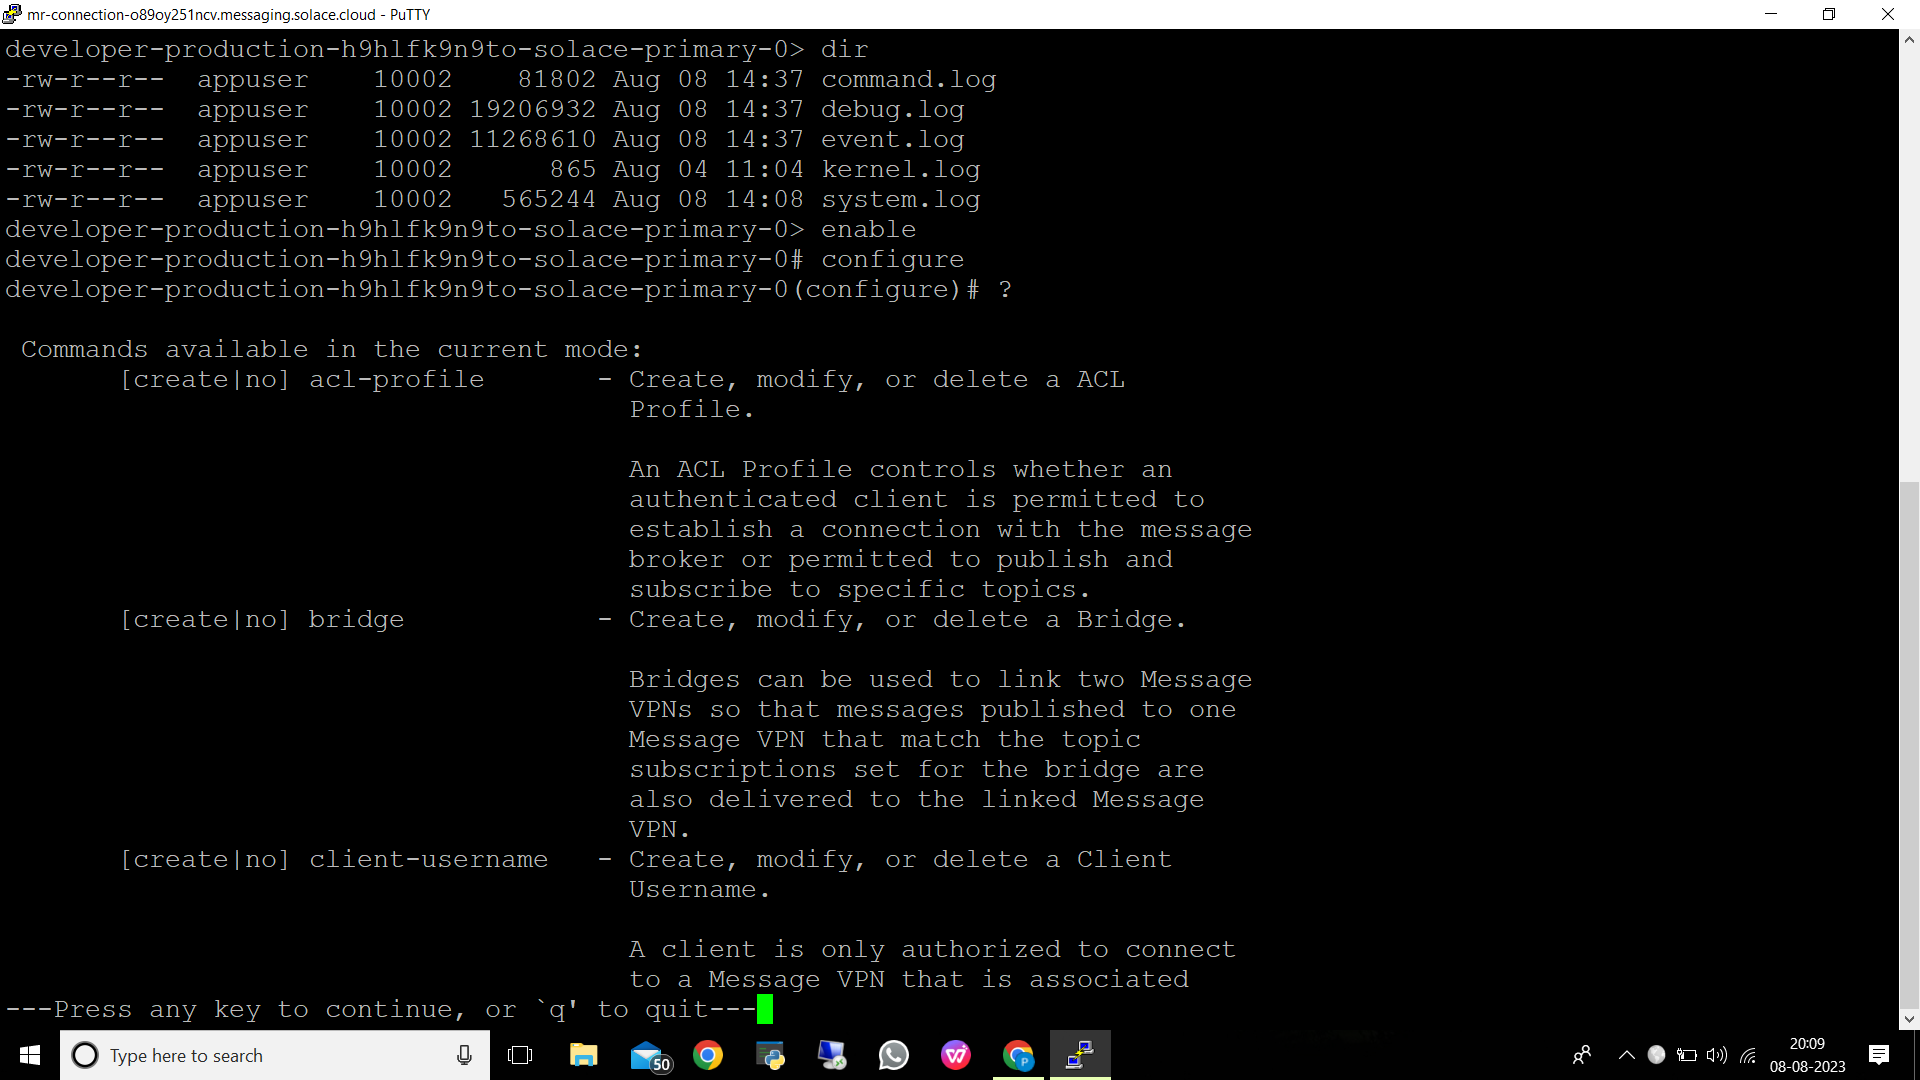 mr-connection-o89oy251ncv.messaging.solace.cloud - PuTTY
developer-production-h9hlfk9n9to-solace-primary-0> dir
-rw-r--r--  appuser    10002    81802 Aug 08 14:37 command.log
-rw-r--r--  appuser    10002 19206932 Aug 08 14:37 debug.log
-rw-r--r--  appuser    10002 11268610 Aug 08 14:37 event.log
-rw-r--r--  appuser    10002      865 Aug 04 11:04 kernel.log
-rw-r--r--  appuser    10002   565244 Aug 08 14:08 system.log
developer-production-h9hlfk9n9to-solace-primary-0> enable
developer-production-h9hlfk9n9to-solace-primary-0# configure
developer-production-h9hlfk9n9to-solace-primary-0(configure)# ?
Commands available in the current mode:
[create|no] acl-profile - Create, modify, or delete a ACL
Profile.
An ACL Profile controls whether an
authenticated client is permitted to
establish a connection with the message
broker or permitted to publish and
subscribe to specific topics.
[create|no] bridge - Create, modify, or delete a Bridge.
Bridges can be used to link two Message
VPNs so that messages published to one
Message VPN that match the topic
subscriptions set for the bridge are
also delivered to the linked Message
VPN.
[create|no] client-username - Create, modify, or delete a Client
Username.
A client is only authorized to connect
to a Message VPN that is associated
---Press any key to continue, or `q' to quit---
Type here to search
50
P
20:09
08-08-2023